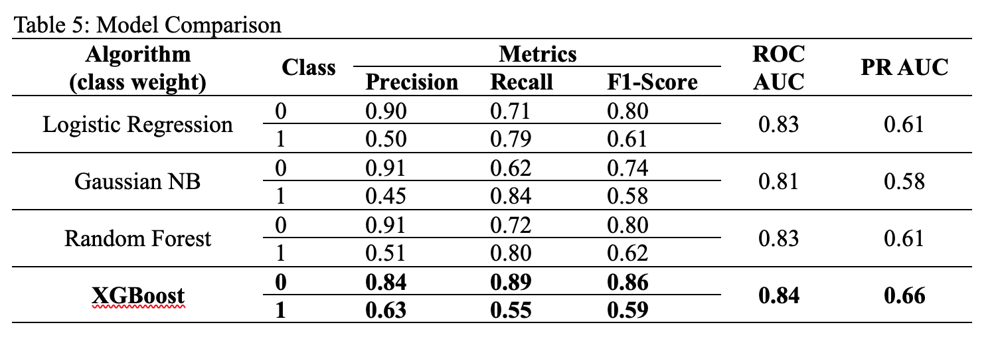 Table 5: Model Comparison
Algorithm (class weight) Class Metrics ROC AUC PR AUC
Precision Recall F1-Score
Logistic Regression 0 0.90 0.71 0.80 0.83 0.61
1 0.50 0.79 0.61
Gaussian NB 0 0.91 0.62 0.74 0.81 0.58
1 0.45 0.84 0.58
Random Forest 0 0.91 0.72 0.80 0.83 0.61
1 0.51 0.80 0.62
XGBoost 0 0.84 0.89 0.86 0.84 0.66
1 0.63 0.55 0.59